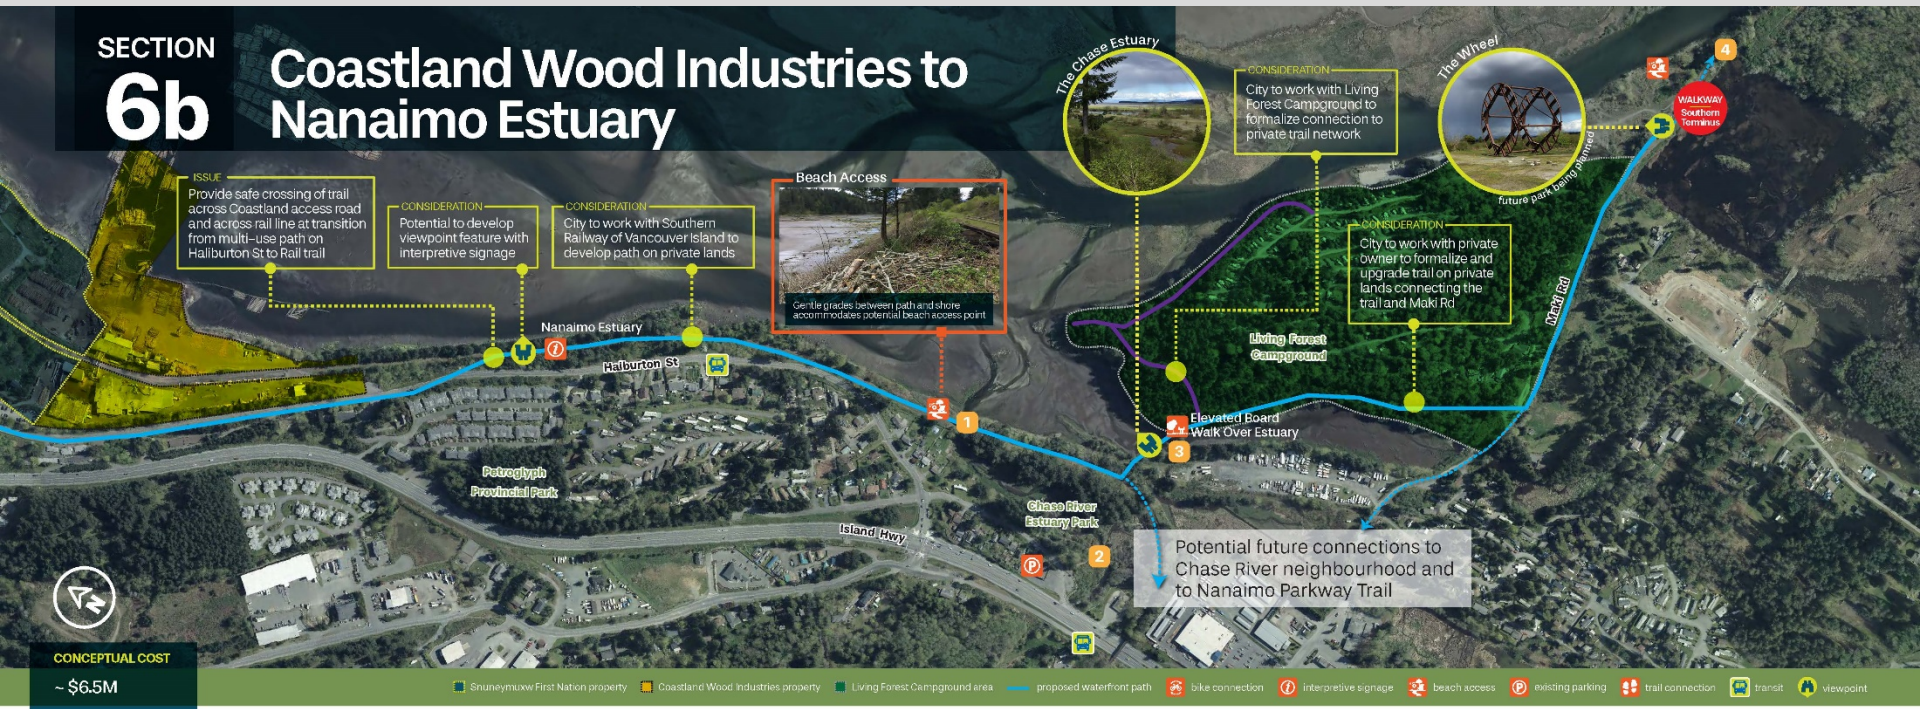 SECTION
6b
Coastland Wood Industries to
Nanaimo Estuary
ISSUE
Provide safe crossing of trail
across Coastland access road
and across rail line at transition
from multi-use path on
Haliburton St to Rail trail
CONSIDERATION
Potential to develop
viewpoint feature with
interpretive signage
CONSIDERATION
City to work with Southern
Railway of Vancouver Island to
develop path on private lands
Beach Access
Gentle grades between path and shore
accommodates potential beach access point
The Chase Estuary
CONSIDERATION
City to work with Living
Forest Campground to
formalize connection to
private trail network
The Wheel
future park being planned
4
WALKWAY
Southern
Terminus
CONSIDERATION
City to work with private
owner to formalize and
upgrade trail on private
lands connecting the
trail and Maki Rd
Maki Rd
Nanaimo Estuary
Haiburton St
Living Forest
Campground
1
Elevated Board
Walk Over Estuary
3
Petroglyph
Provincial Park
Chase River
Estuary Park
Island Hwy
P
2
Potential future connections to
Chase River neighbourhood and
to Nanaimo Parkway Trail
N
CONCEPTUAL COST
~ $6.5M
Snuneymuxw First Nation property
Coastland Wood Industries property
Living Forest Campground area
proposed waterfront path
bike connection
interpretive signage
beach access
P existing parking
trail connection
transit
viewpoint